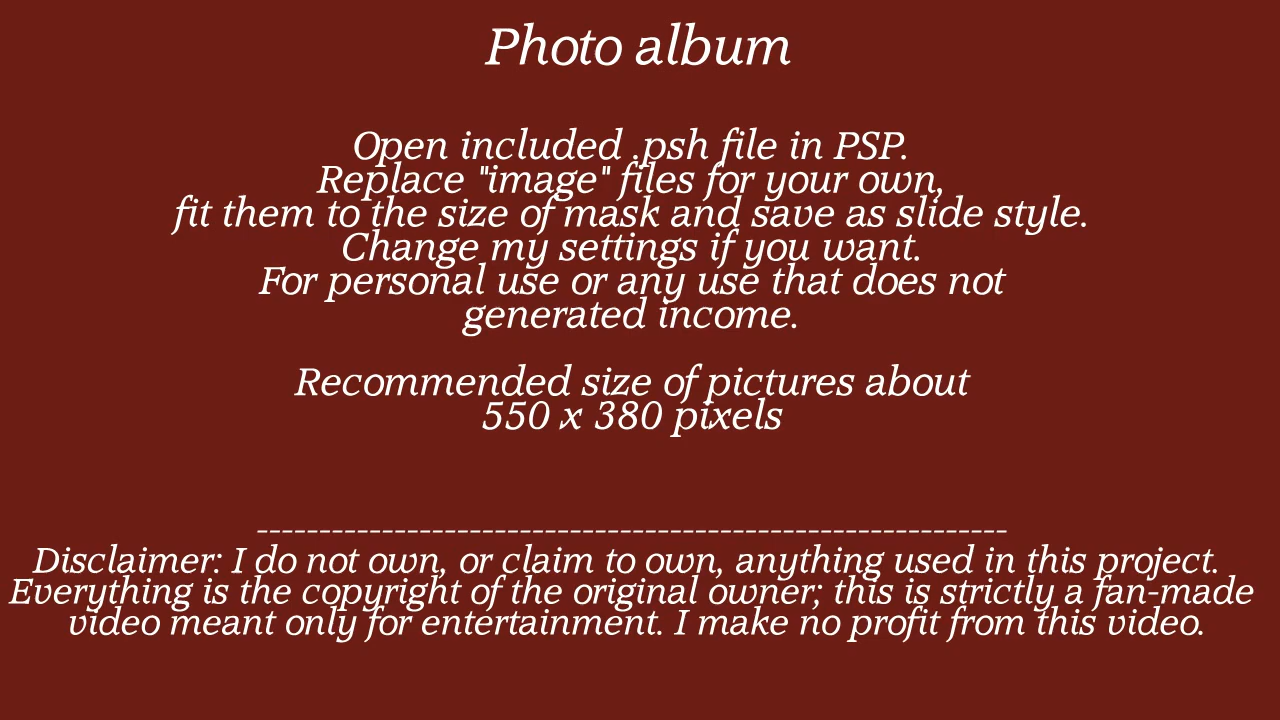 Photo album
Open included .psh file in PSP.
Replace "image" files for your own,
fit them to the size of mask and save as slide style.
Change my settings if you want.
For personal use or any use that does not
generated income.
Recommended size of pictures about
550 x 380 pixels
------------------------------------------------------------
Disclaimer: I do not own, or claim to own, anything used in this project.
Everything is the copyright of the original owner; this is strictly a fan-made
video meant only for entertainment. I make no profit from this video.